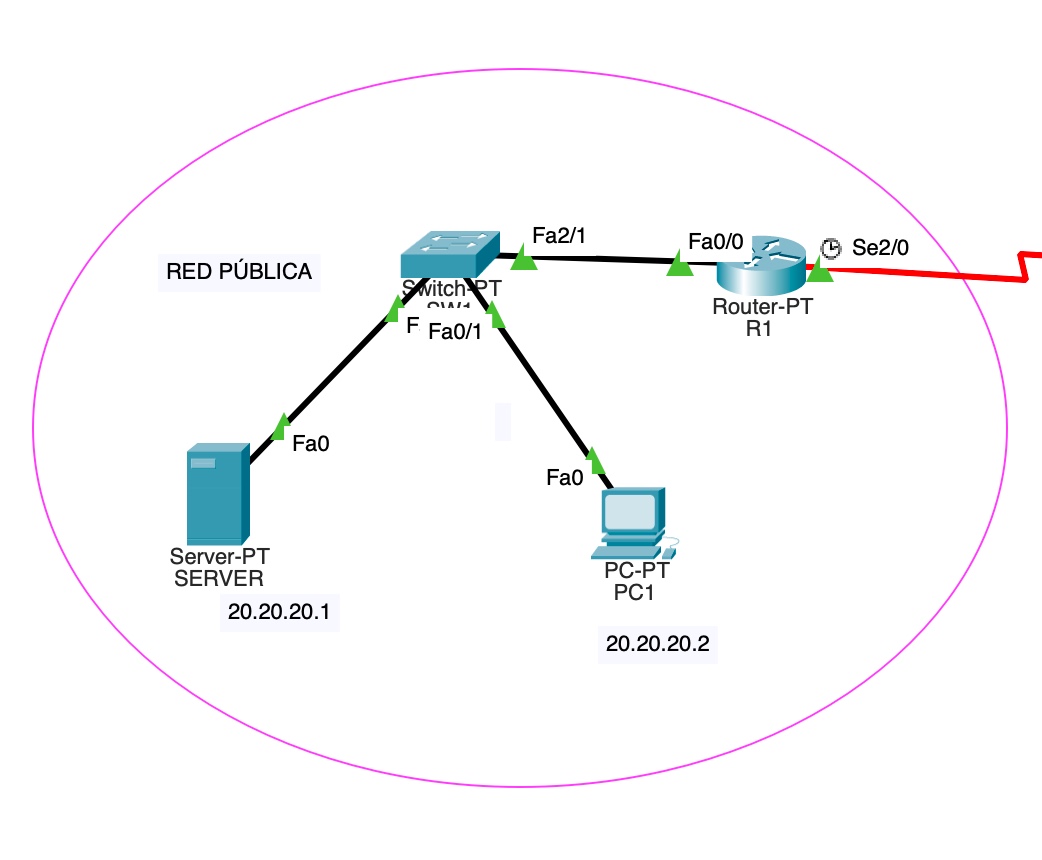 Fa2/1
Fa0/0
Se2/0
RED PÚBLICA
Switch-PT
SW1
Router-PT
R1
F
Fa0/1
Fa0
Fa0
Server-PT
SERVER
PC-PT
PC1
20.20.20.1
20.20.20.2